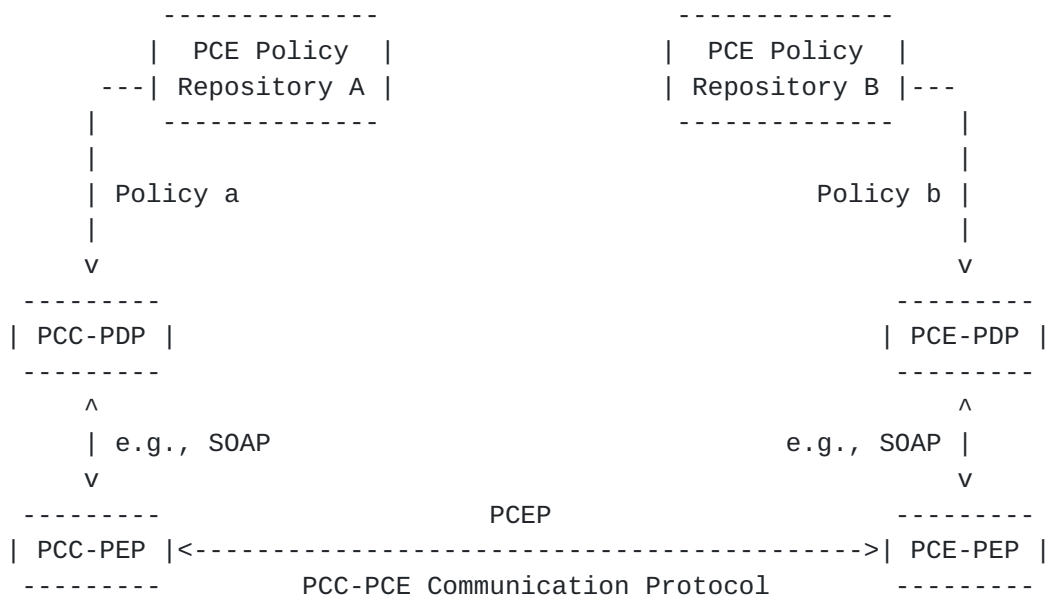 --------------                    --------------
|  PCE Policy  |                  |  PCE Policy  |
---| Repository A |                  | Repository B |---
|    --------------                    --------------    |
|                                                        |
| Policy a                                      Policy b |
|                                                        |
v                                                        v
---------                                                ---------
| PCC-PDP |                                              | PCE-PDP |
---------                                                ---------
^                                                        ^
| e.g., SOAP                                  e.g., SOAP |
v                                                        v
---------                      PCEP                      ---------
| PCC-PEP |<------------------------------------------->| PCE-PEP |
---------         PCC-PCE Communication Protocol         ---------